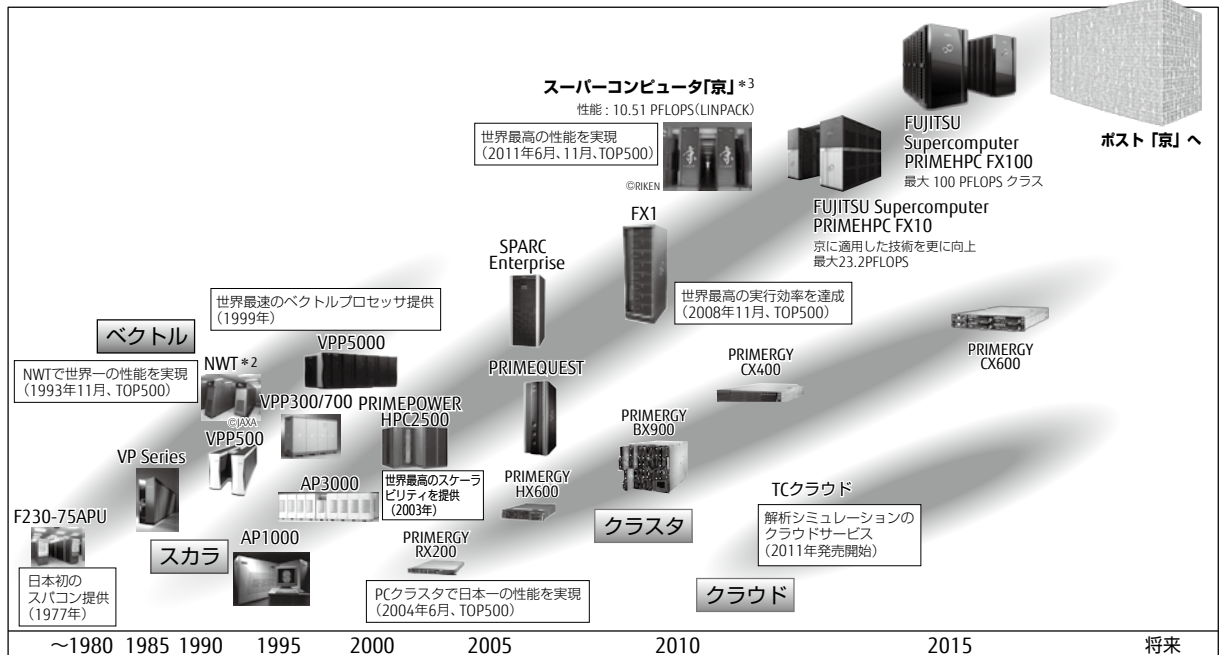 スーパーコンピュータ「京」*3
性能 : 10.51 PFLOPS(LINPACK)
世界最高の性能を実現
(2011年6月、11月、TOP500)
©RIKEN
FUJITSU
Supercomputer
PRIMEHPC FX100
最大 100 PFLOPS クラス
ポスト「京」へ
FUJITSU Supercomputer
PRIMEHPC FX10
京に適用した技術を更に向上
最大23.2PFLOPS
FX1
世界最高の実行効率を達成
(2008年11月、TOP500)
SPARC
Enterprise
世界最速のベクトルプロセッサ提供
(1999年)
ベクトル
NWTで世界一の性能を実現
(1993年11月、TOP500)
NWT*2
©JAXA
VPP5000
VPP300/700
PRIMEPOWER
HPC2500
世界最高のスケーラ
ビリティを提供
(2003年)
PRIMEQUEST
PRIMERGY
CX400
PRIMERGY
CX600
VPP500
VP Series
AP3000
PRIMERGY
HX600
PRIMERGY
BX900
F230-75APU
日本初の
スパコン提供
(1977年)
スカラ
AP1000
PRIMERGY
RX200
PCクラスタで日本一の性能を実現
(2004年6月、TOP500)
クラスタ
TCクラウド
解析シミュレーションの
クラウドサービス
(2011年発売開始)
クラウド
～1980 1985 1990 1995 2000 2005 2010 2015 将来